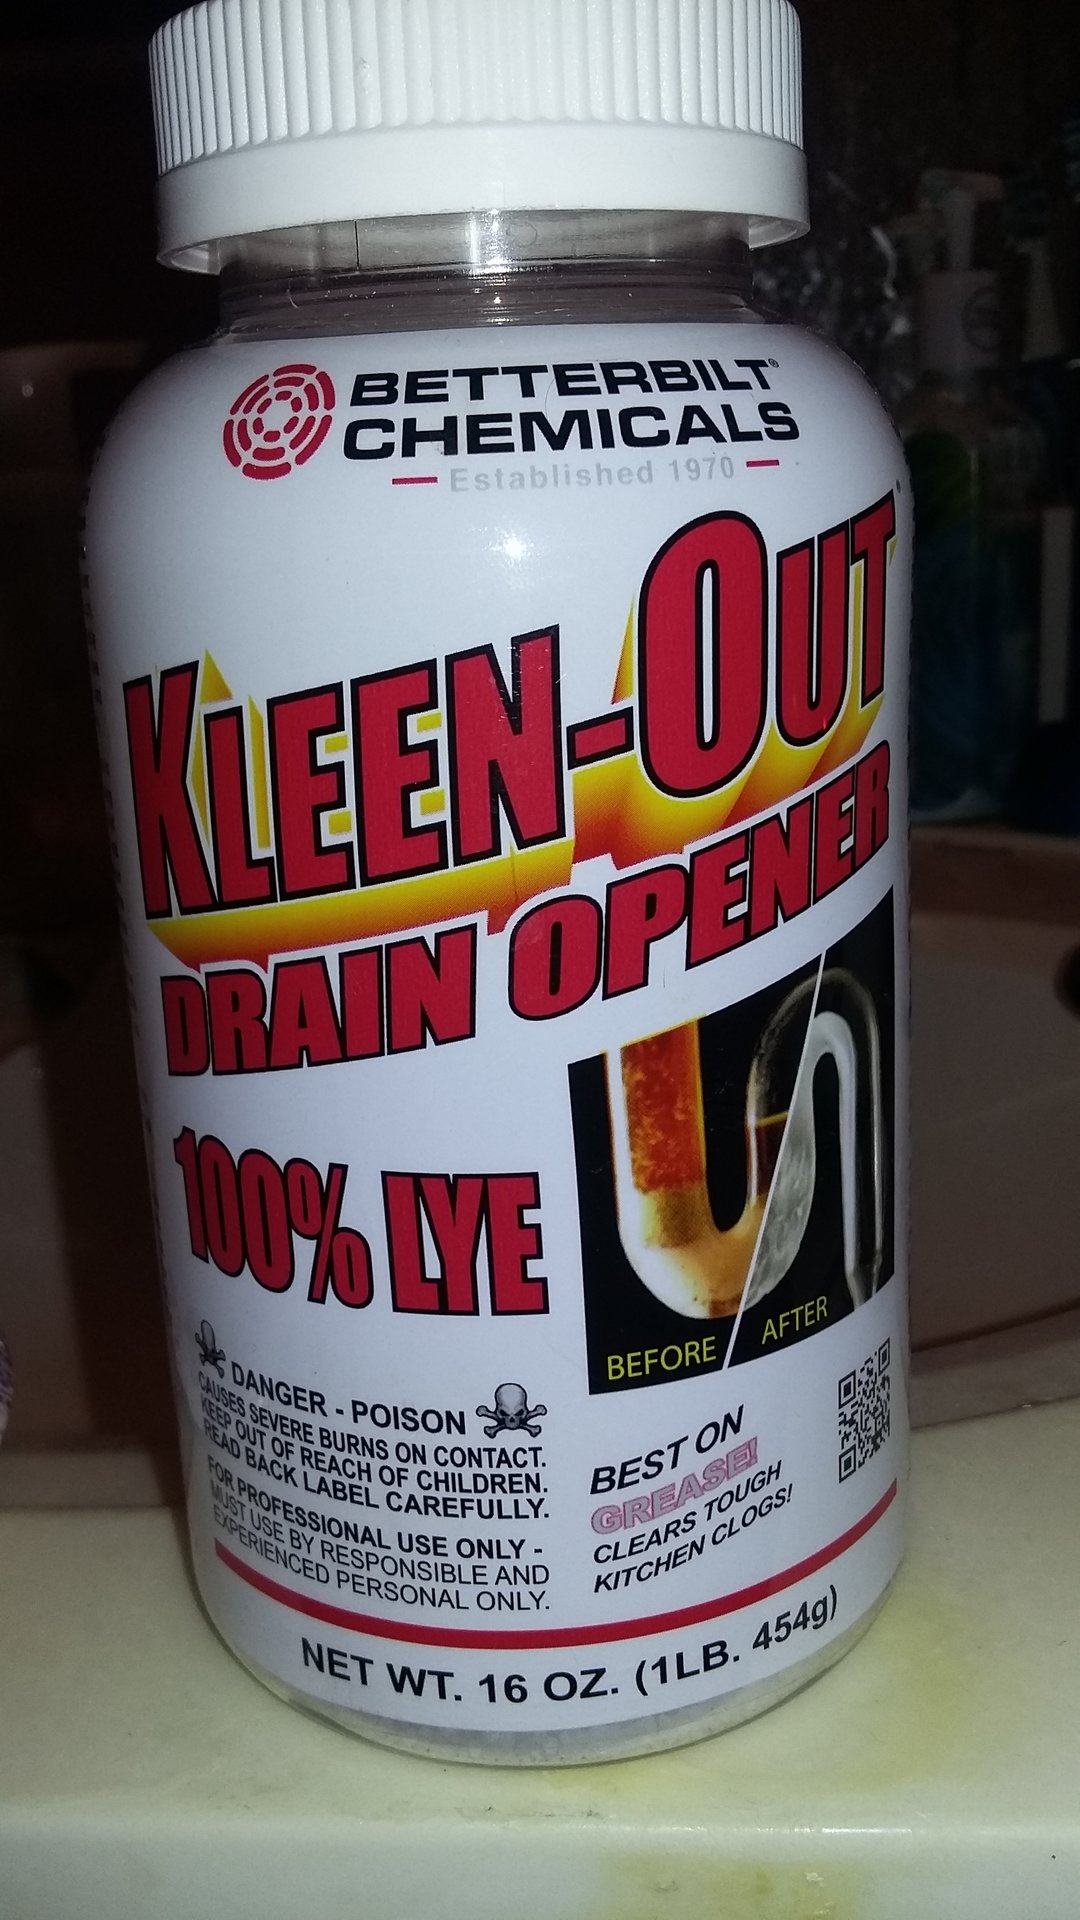 BETTERBILT®
CHEMICALS
Established 1970
KLEEN-OUT
DRAIN OPENER
100% LYE
BEFORE / AFTER
DANGER - POISON
CAUSES SEVERE BURNS ON CONTACT.
KEEP OUT OF REACH OF CHILDREN.
READ BACK LABEL CAREFULLY.
FOR PROFESSIONAL USE ONLY -
MUST USE BY RESPONSIBLE AND
EXPERIENCED PERSONAL ONLY.
BEST ON
GREASE!
CLEARS TOUGH
KITCHEN CLOGS!
NET WT. 16 OZ. (1LB. 454g)